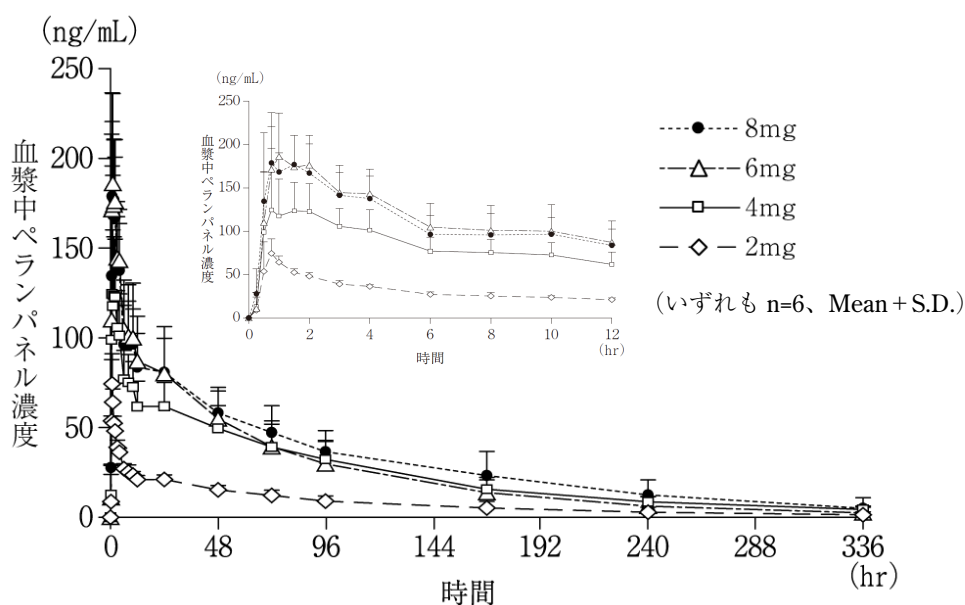 (ng/mL)
250
200
150
100
50
0
血漿中ペランパネル濃度
0 48 96 144 192 240 288 336
(hr)
時間
(ng/mL)
250
200
150
100
50
0
血漿中ペランパネル濃度
0 2 4 6 8 10 12
(hr)
時間
8mg
6mg
4mg
2mg
(いずれも n=6、Mean+S.D.)